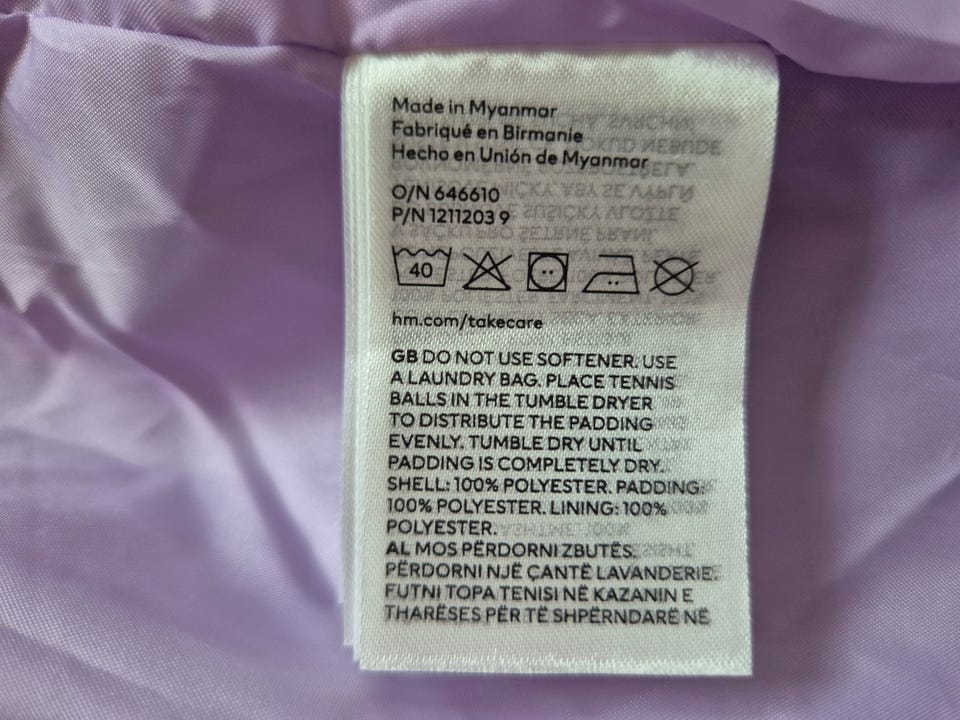 Made in Myanmar
Fabriqué en Birmanie
Hecho en Unión de Myanmar
O/N 646610
P/N 1211203 9
40
hm.com/takecare
GB DO NOT USE SOFTENER. USE
A LAUNDRY BAG. PLACE TENNIS
BALLS IN THE TUMBLE DRYER
TO DISTRIBUTE THE PADDING
EVENLY. TUMBLE DRY UNTIL
PADDING IS COMPLETELY DRY.
SHELL: 100% POLYESTER. PADDING:
100% POLYESTER. LINING: 100%
POLYESTER.
AL MOS PËRDORNI ZBUTËS.
PËRDORNI NJË ÇANTË LAVANDERIE.
FUTNI TOPA TENISI NË KAZANIN E
THARËSES PËR TË SHPËRNDARË NË